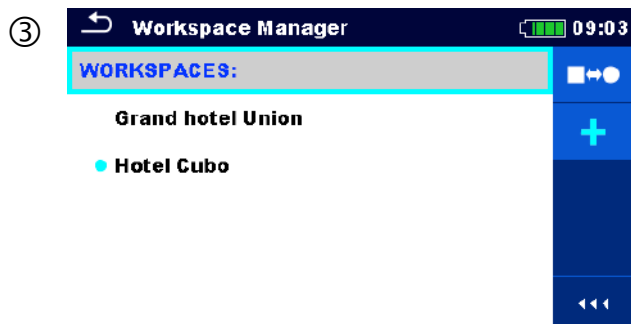 ③
Workspace Manager 09:03
WORKSPACES:
Grand hotel Union
Hotel Cubo